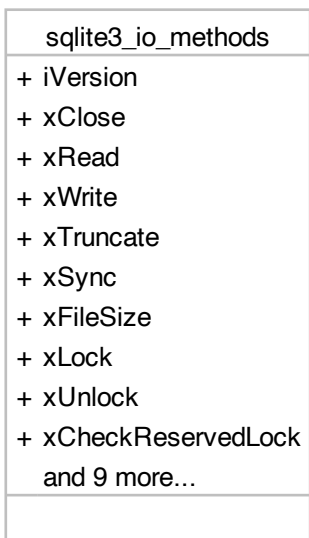 sqlite3_io_methods
+ iVersion
+ xClose
+ xRead
+ xWrite
+ xTruncate
+ xSync
+ xFileSize
+ xLock
+ xUnlock
+ xCheckReservedLock
and 9 more...